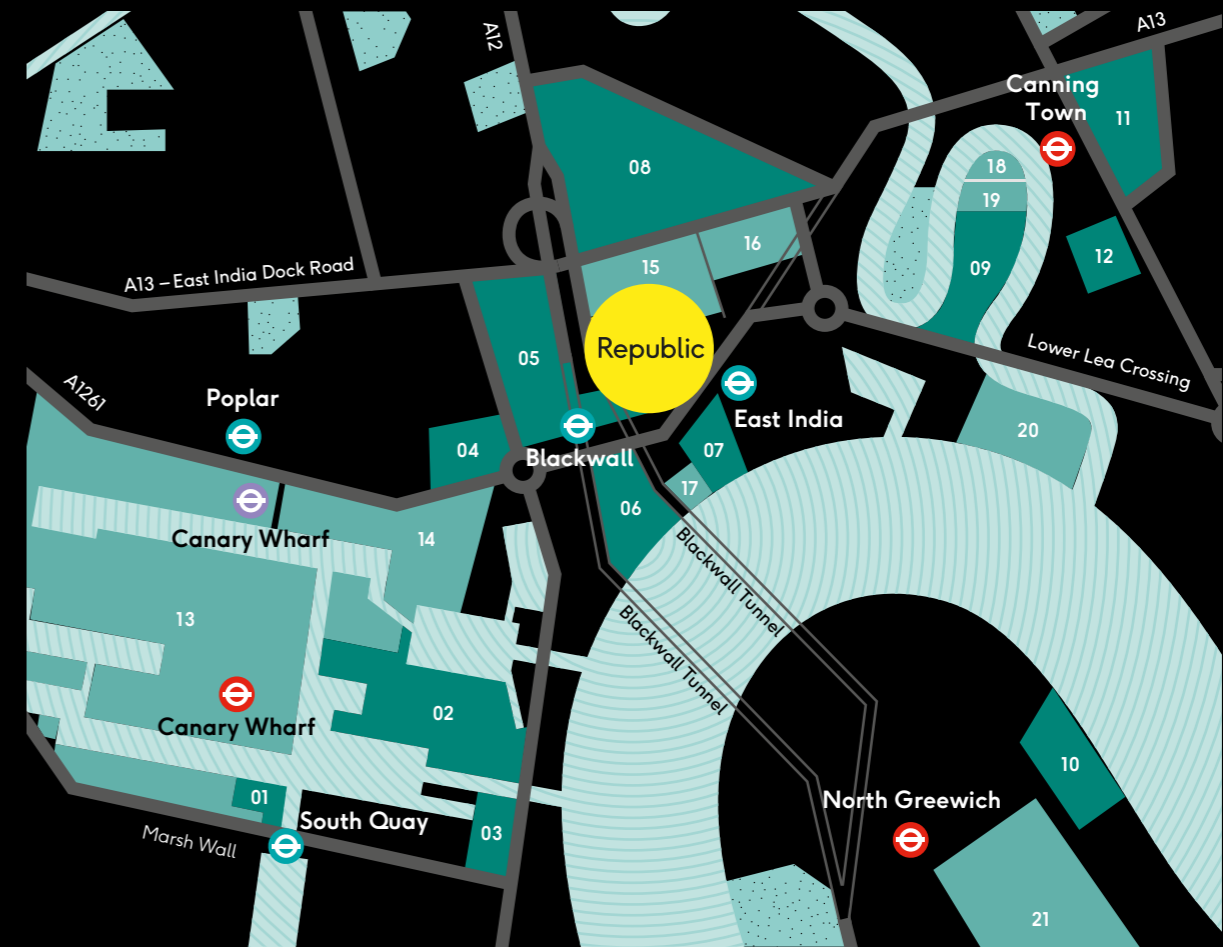 A12
A13
Canning
Town
11
08
18
19
16
15
09
12
A13 – East India Dock Road
Republic
05
Lower Lea Crossing
A1261
Poplar
East India
20
04
Blackwall
07
17
06
Canary Wharf
14
Blackwall Tunnel
13
Blackwall Tunnel
02
Canary Wharf
10
01
North Greewich
South Quay
03
Marsh Wall
21